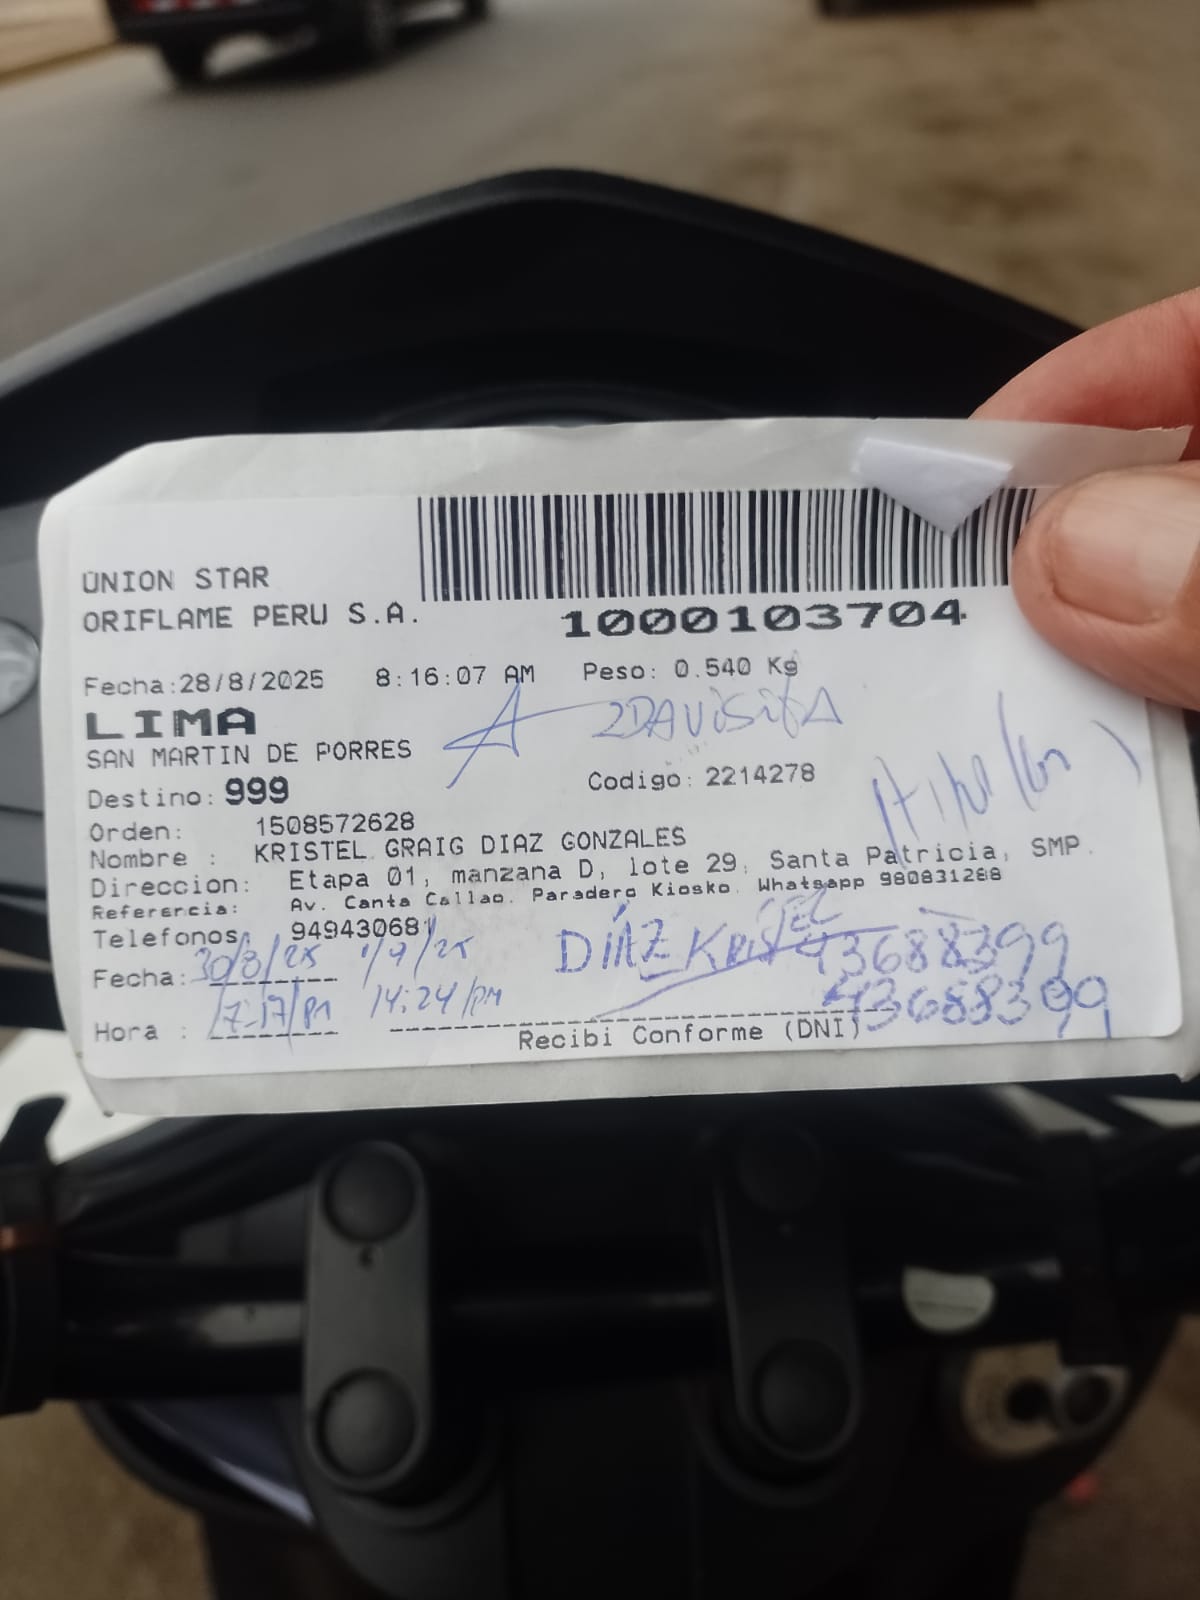 UNION STAR
ORIFLAME PERU S.A.
1000103704
Fecha:28/8/2025 8:16:07 AM Peso: 0.540 Kg
LIMA
2DA VISITA
SAN MARTIN DE PORRES
Destino: 999 Codigo: 2214278
Orden: 1508572628
Nombre : KRISTEL GRAIG DIAZ GONZALES
Direccion: Etapa 01, manzana D, lote 29, Santa Patricia, SMP.
Referencia: Av. Canta Callao. Paradero Kiosko. Whatsapp 980831268
Telefonos: 949430681
Fecha: 30/8/25 1/9/25 DÍAZ KRISTEL 43688399
Hora : 14:24/PM 43688399
Recibi Conforme (DNI)